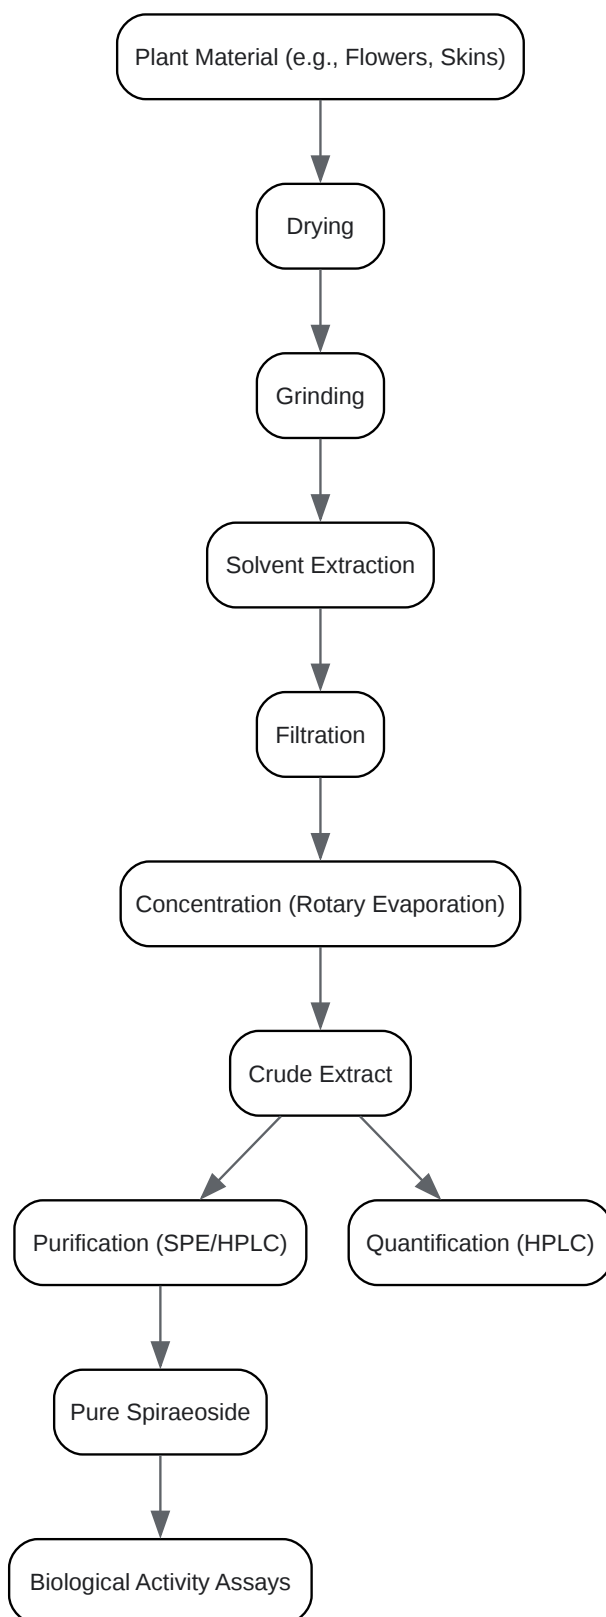 Plant Material (e.g., Flowers, Skins)
Drying
Grinding
Solvent Extraction
Filtration
Concentration (Rotary Evaporation)
Crude Extract
Purification (SPE/HPLC)
Quantification (HPLC)
Pure Spiraeoside
Biological Activity Assays